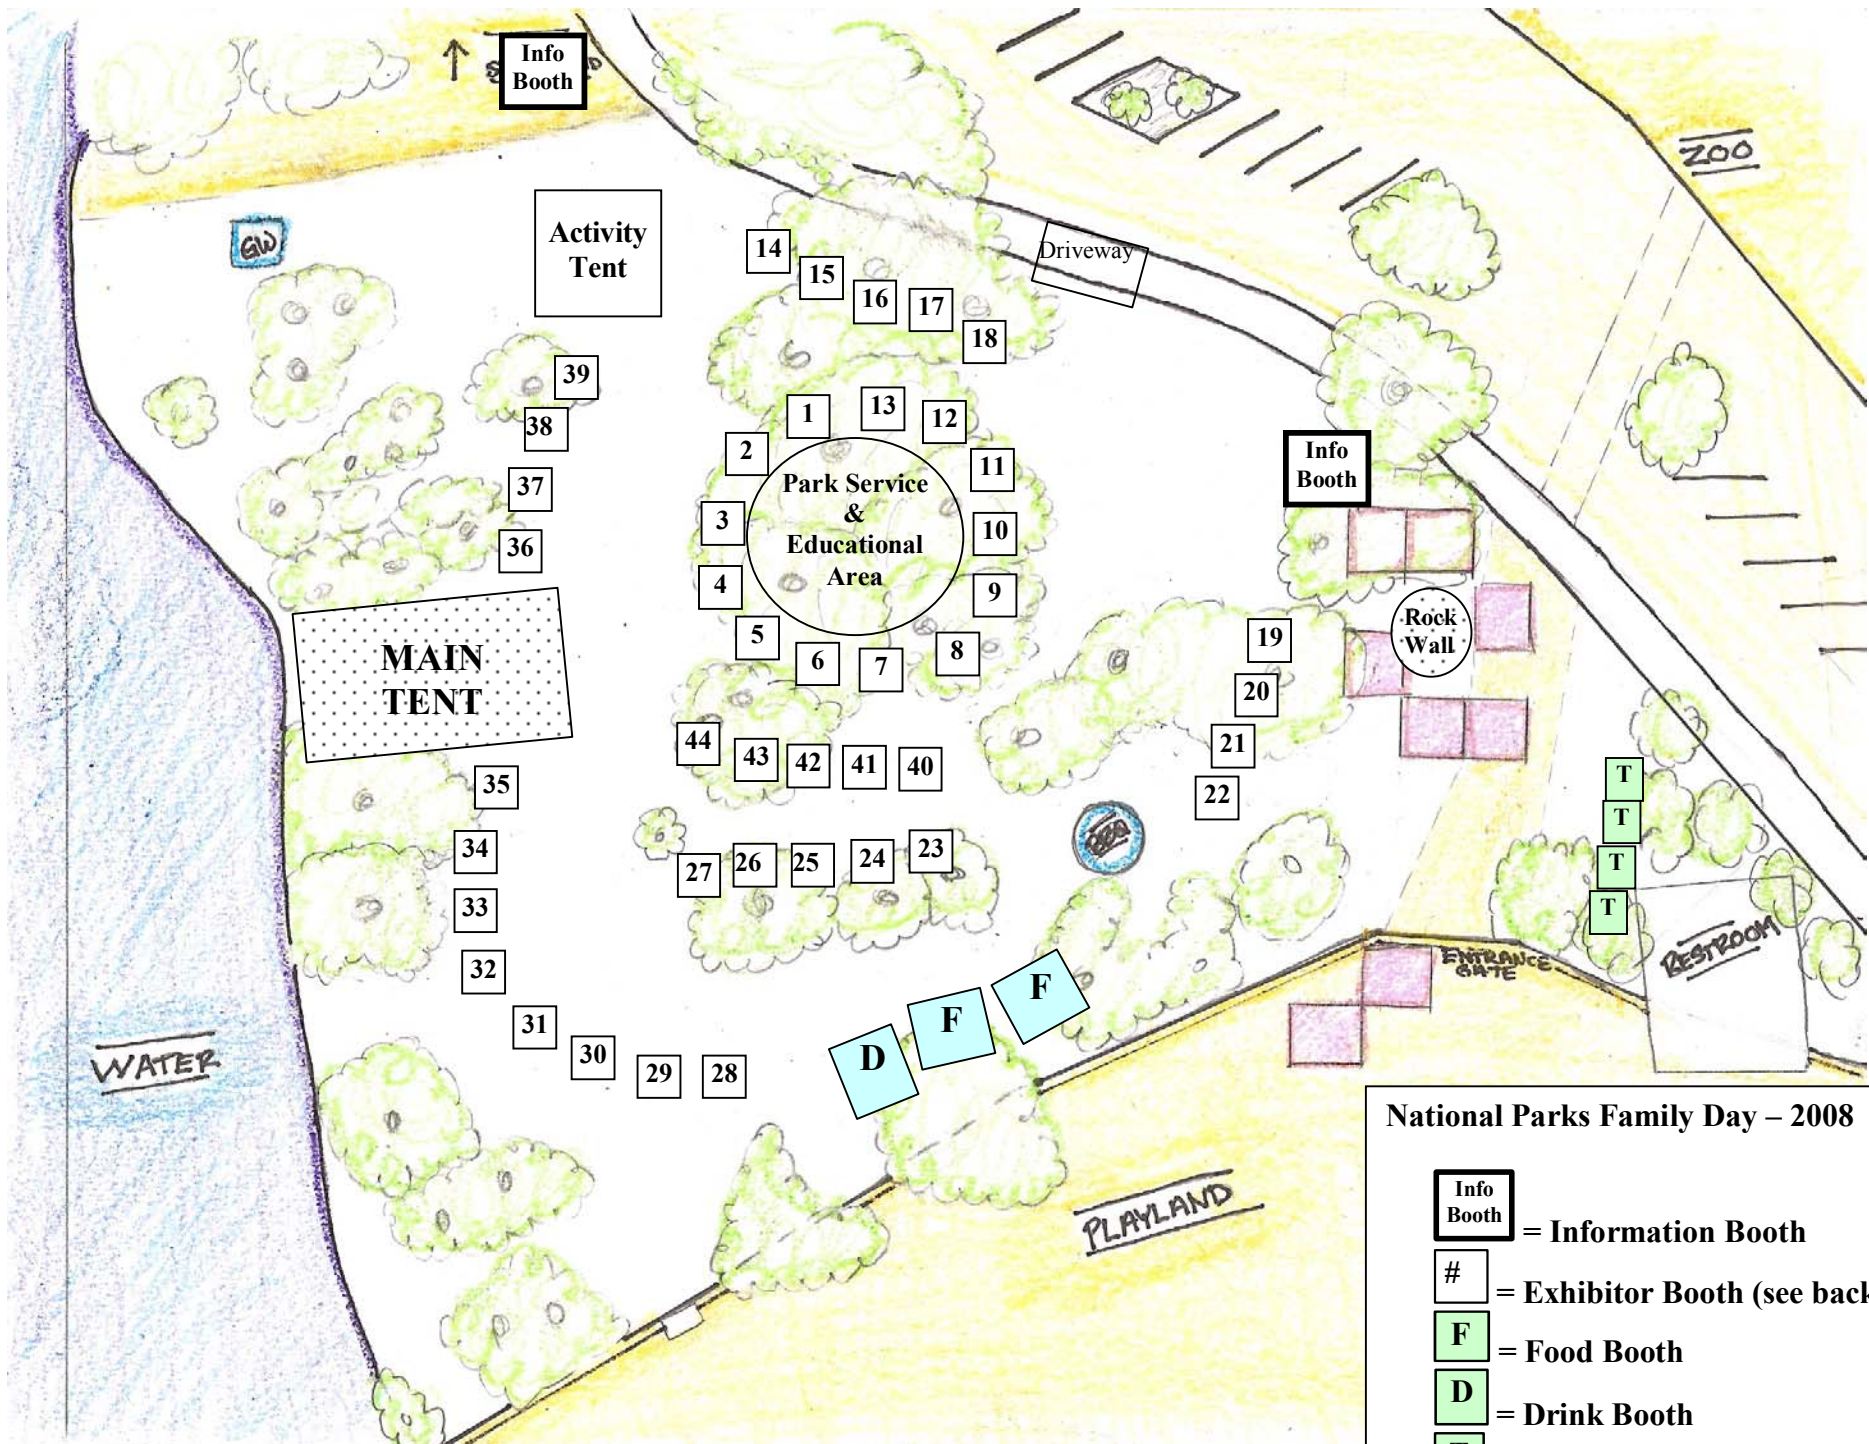 Info
Booth
ZOO
GW
Activity
Tent
14
15
16
17
18
Driveway
39
38
37
36
1
13
12
2
11
3
10
4
9
5
6
7
8
Park Service
&
Educational
Area
Info
Booth
Rock
Wall
19
20
21
22
MAIN
TENT
44
43
42
41
40
35
34
33
32
31
30
29
28
27
26
25
24
23
BBQ
T
T
T
T
RESTROOM
ENTRANCE
GATE
F
F
D
WATER
PLAYLAND
National Parks Family Day – 2008
Info
Booth
= Information Booth
#
= Exhibitor Booth (see back
F
= Food Booth
D
= Drink Booth
T